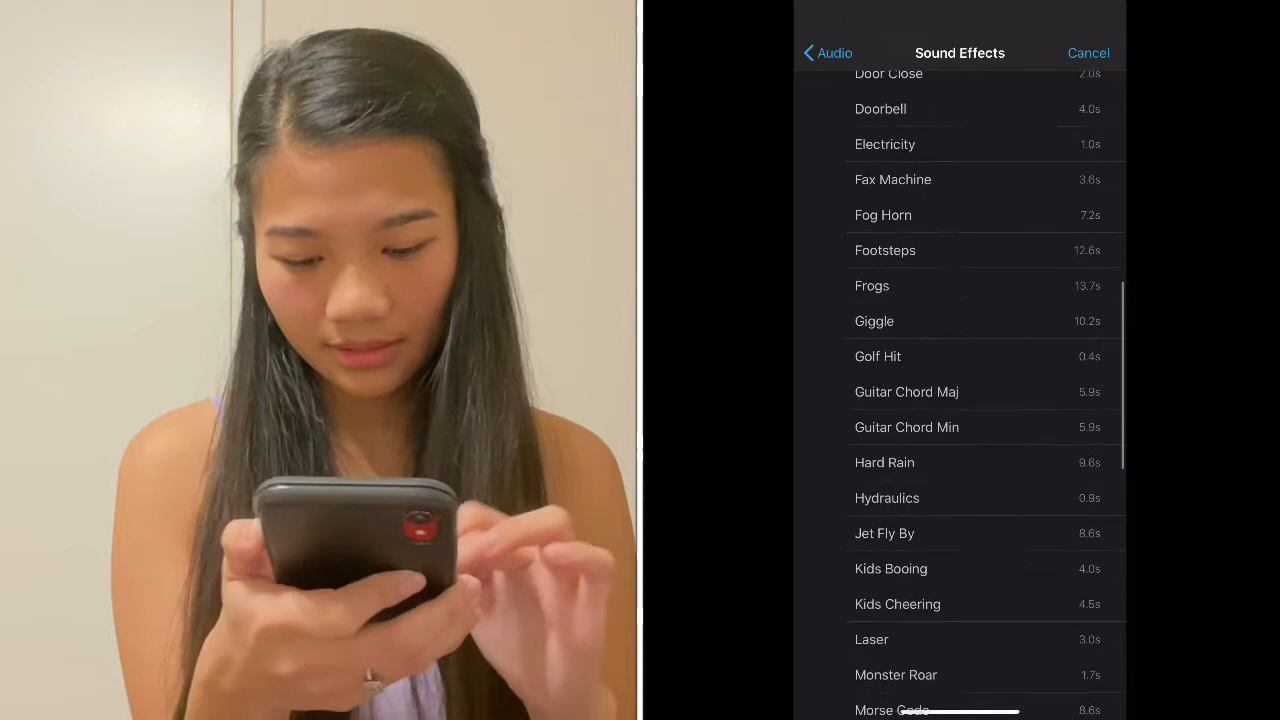 Audio
Sound Effects
Cancel
Door Close 2.0s
Doorbell 4.0s
Electricity 1.0s
Fax Machine 3.6s
Fog Horn 7.2s
Footsteps 12.6s
Frogs 13.7s
Giggle 10.2s
Golf Hit 0.4s
Guitar Chord Maj 5.9s
Guitar Chord Min 5.9s
Hard Rain 9.6s
Hydraulics 0.9s
Jet Fly By 8.6s
Kids Booing 4.0s
Kids Cheering 4.5s
Laser 3.0s
Monster Roar 1.7s
Morse Code 8.6s